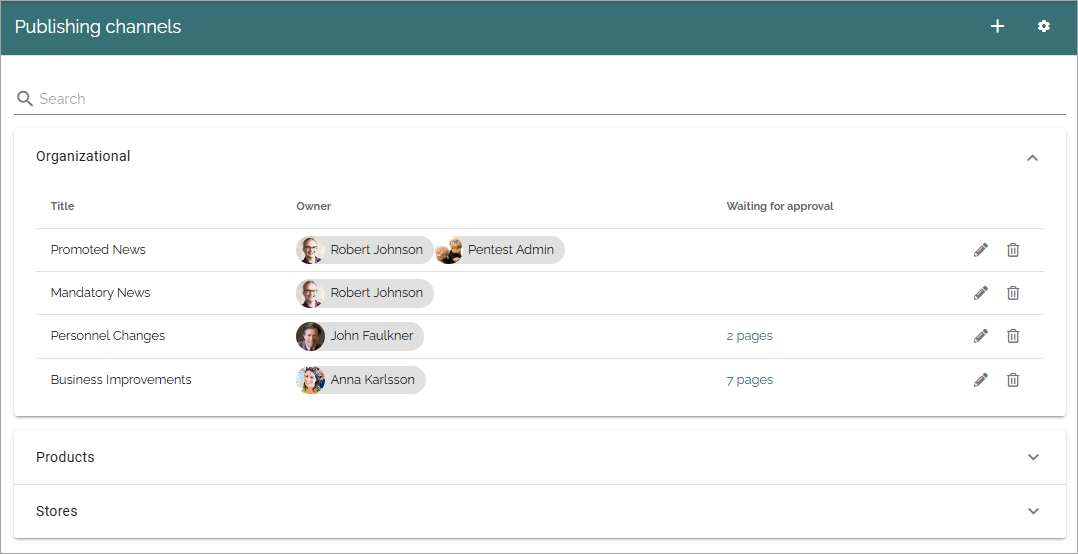 Publishing channels
Search
Organizational
Title Owner Waiting for approval
Promoted News Robert Johnson Pentest Admin
Mandatory News Robert Johnson
Personnel Changes John Faulkner 2 pages
Business Improvements Anna Karlsson 7 pages
Products
Stores